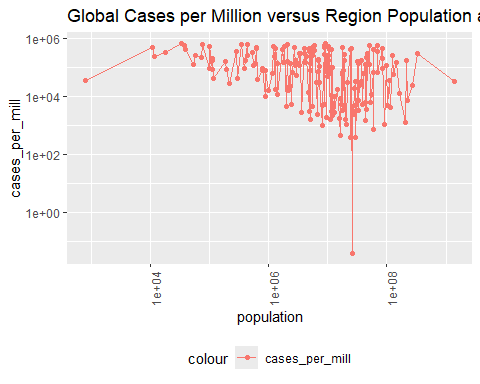 Global Cases per Million versus Region Population a
1e+06
1e+04
1e+02
1e+00
cases_per_mill
1e+04
1e+06
1e+08
population
colour
cases_per_mill